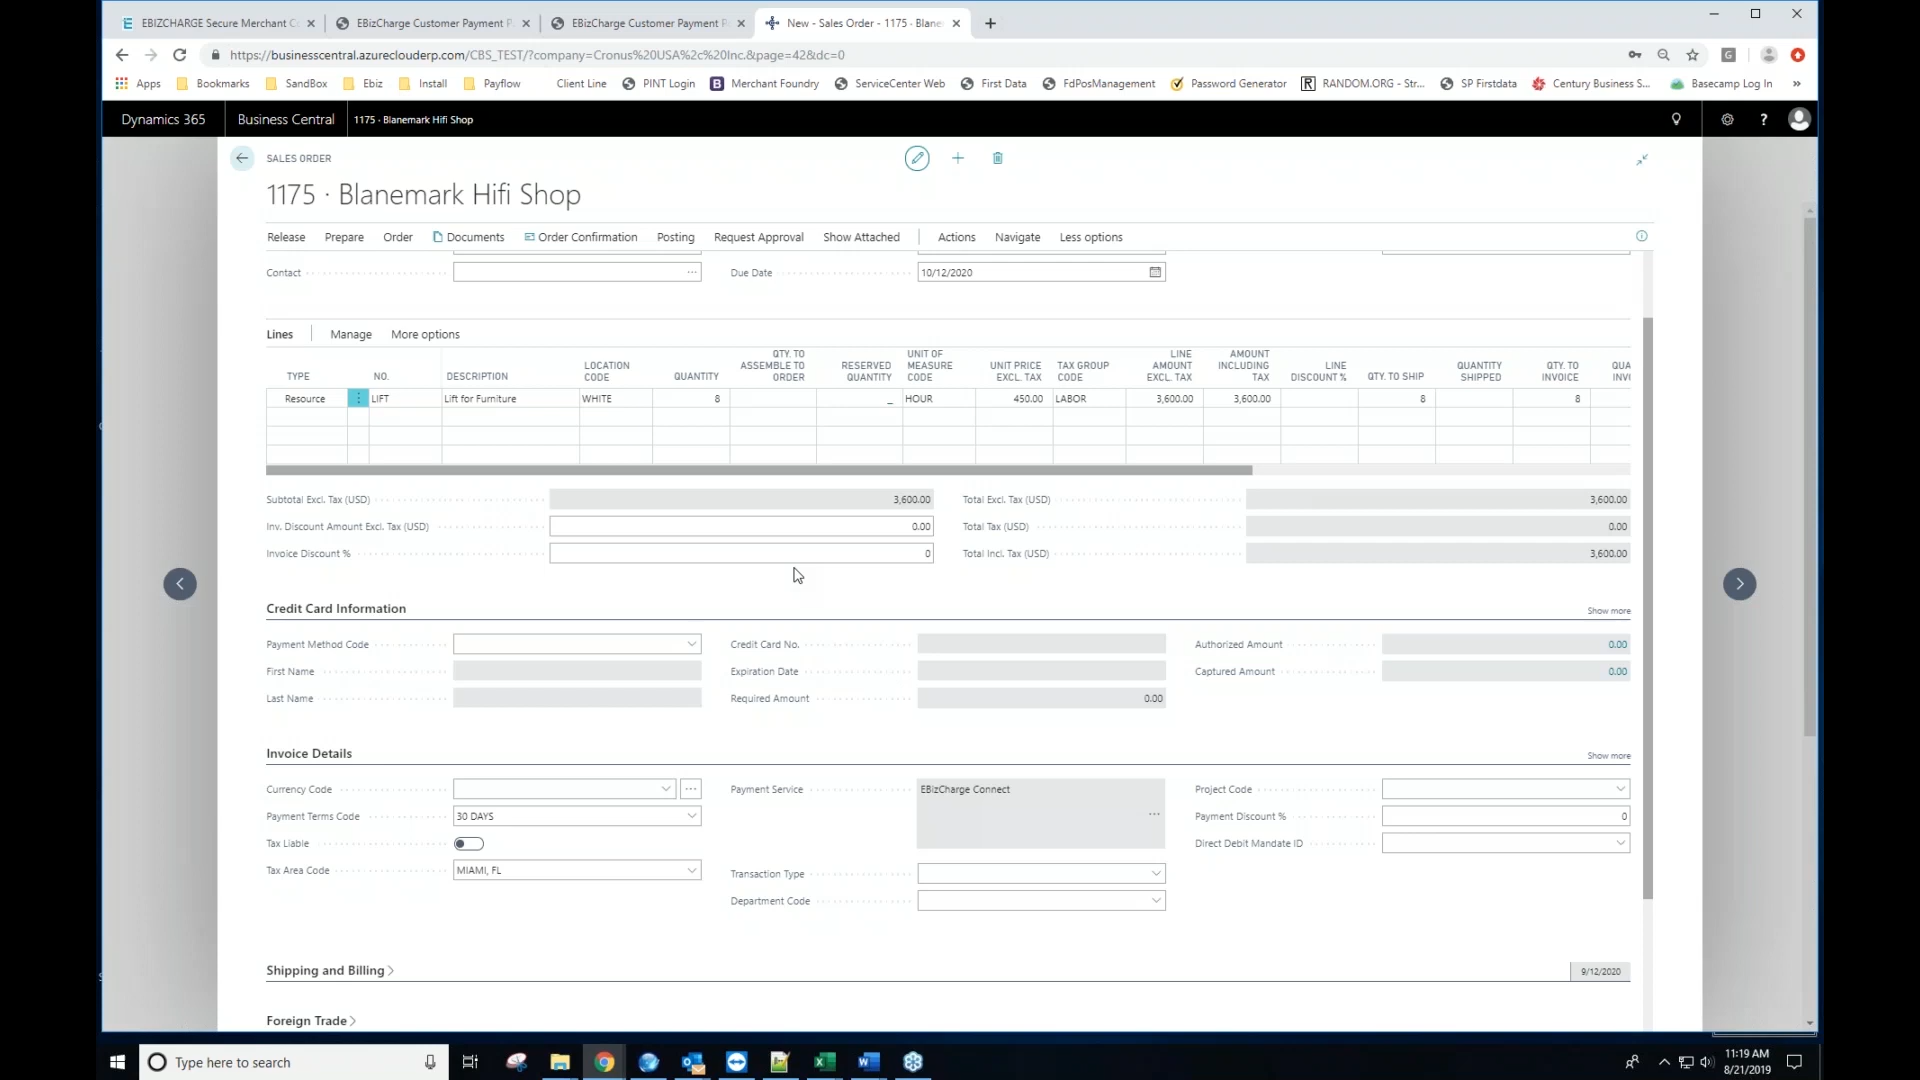 EBIZCHARGE Secure Merchant C
EBizCharge Customer Payment P
EBizCharge Customer Payment P
New - Sales Order - 1175 · Blane
https://businesscentral.azureclouderp.com/CBS_TEST/?company=Cronus%20USA%2c%20Inc.&page=42&dc=0
Apps Bookmarks SandBox Ebiz Install Payflow Client Line PINT Login Merchant Foundry ServiceCenter Web First Data FdPosManagement Password Generator RANDOM.ORG - Str... SP Firstdata Century Business S... Basecamp Log In »
Dynamics 365 Business Central 1175 · Blanemark Hifi Shop ?
SALES ORDER
1175 · Blanemark Hifi Shop
Release Prepare Order Documents Order Confirmation Posting Request Approval Show Attached Actions Navigate Less options
Contact Due Date 10/12/2020
Lines Manage More options
TYPE NO. DESCRIPTION LOCATION CODE QUANTITY QTY. TO ASSEMBLE TO ORDER RESERVED QUANTITY UNIT OF MEASURE CODE UNIT PRICE EXCL. TAX TAX GROUP CODE LINE AMOUNT EXCL. TAX AMOUNT INCLUDING TAX LINE DISCOUNT % QTY. TO SHIP QUANTITY SHIPPED QTY. TO INVOICE QUA INVI
Resource LIFT Lift for Furniture WHITE 8 _ HOUR 450.00 LABOR 3,600.00 3,600.00 8 8
Subtotal Excl. Tax (USD) 3,600.00 Total Excl. Tax (USD) 3,600.00
Inv. Discount Amount Excl. Tax (USD) 0.00 Total Tax (USD) 0.00
Invoice Discount % 0 Total Incl. Tax (USD) 3,600.00
Credit Card Information Show more
Payment Method Code Credit Card No. Authorized Amount 0.00
First Name Expiration Date Captured Amount 0.00
Last Name Required Amount 0.00
Invoice Details Show more
Currency Code Payment Service EBizCharge Connect Project Code
Payment Terms Code 30 DAYS Payment Discount % 0
Tax Liable Direct Debit Mandate ID
Tax Area Code MIAMI, FL Transaction Type
Department Code
Shipping and Billing 9/12/2020
Foreign Trade
Type here to search
11:19 AM
8/21/2019